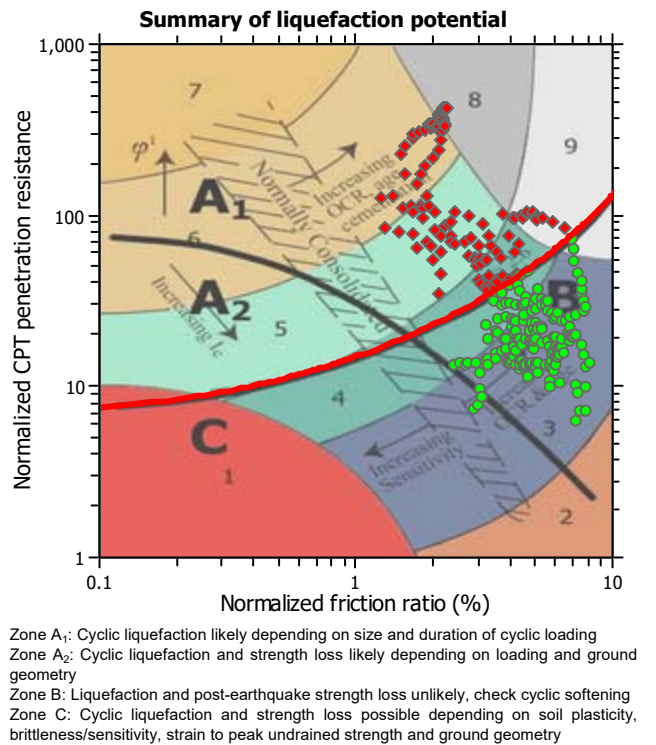 Summary of liquefaction potential
1,000
100
10
1
0.1
1
10
Normalized CPT penetration resistance
Normalized friction ratio (%)
7
8
9
φ'
A1
Increasing
OCR, age
cementation
Normally Consolidated
6
A2
Increasing Ic
5
B
4
C
1
Increasing
Sensitivity
OCR & age
3
2
Zone A1: Cyclic liquefaction likely depending on size and duration of cyclic loading
Zone A2: Cyclic liquefaction and strength loss likely depending on loading and ground
geometry
Zone B: Liquefaction and post-earthquake strength loss unlikely, check cyclic softening
Zone C: Cyclic liquefaction and strength loss possible depending on soil plasticity,
brittleness/sensitivity, strain to peak undrained strength and ground geometry